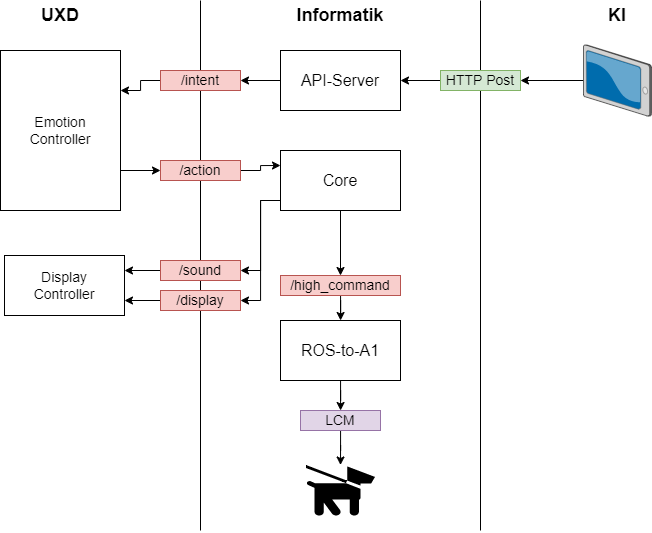 UXD
Informatik
KI
/intent
API-Server
HTTP Post
Emotion
Controller
/action
Core
/sound
Display
Controller
/display
/high_command
ROS-to-A1
LCM